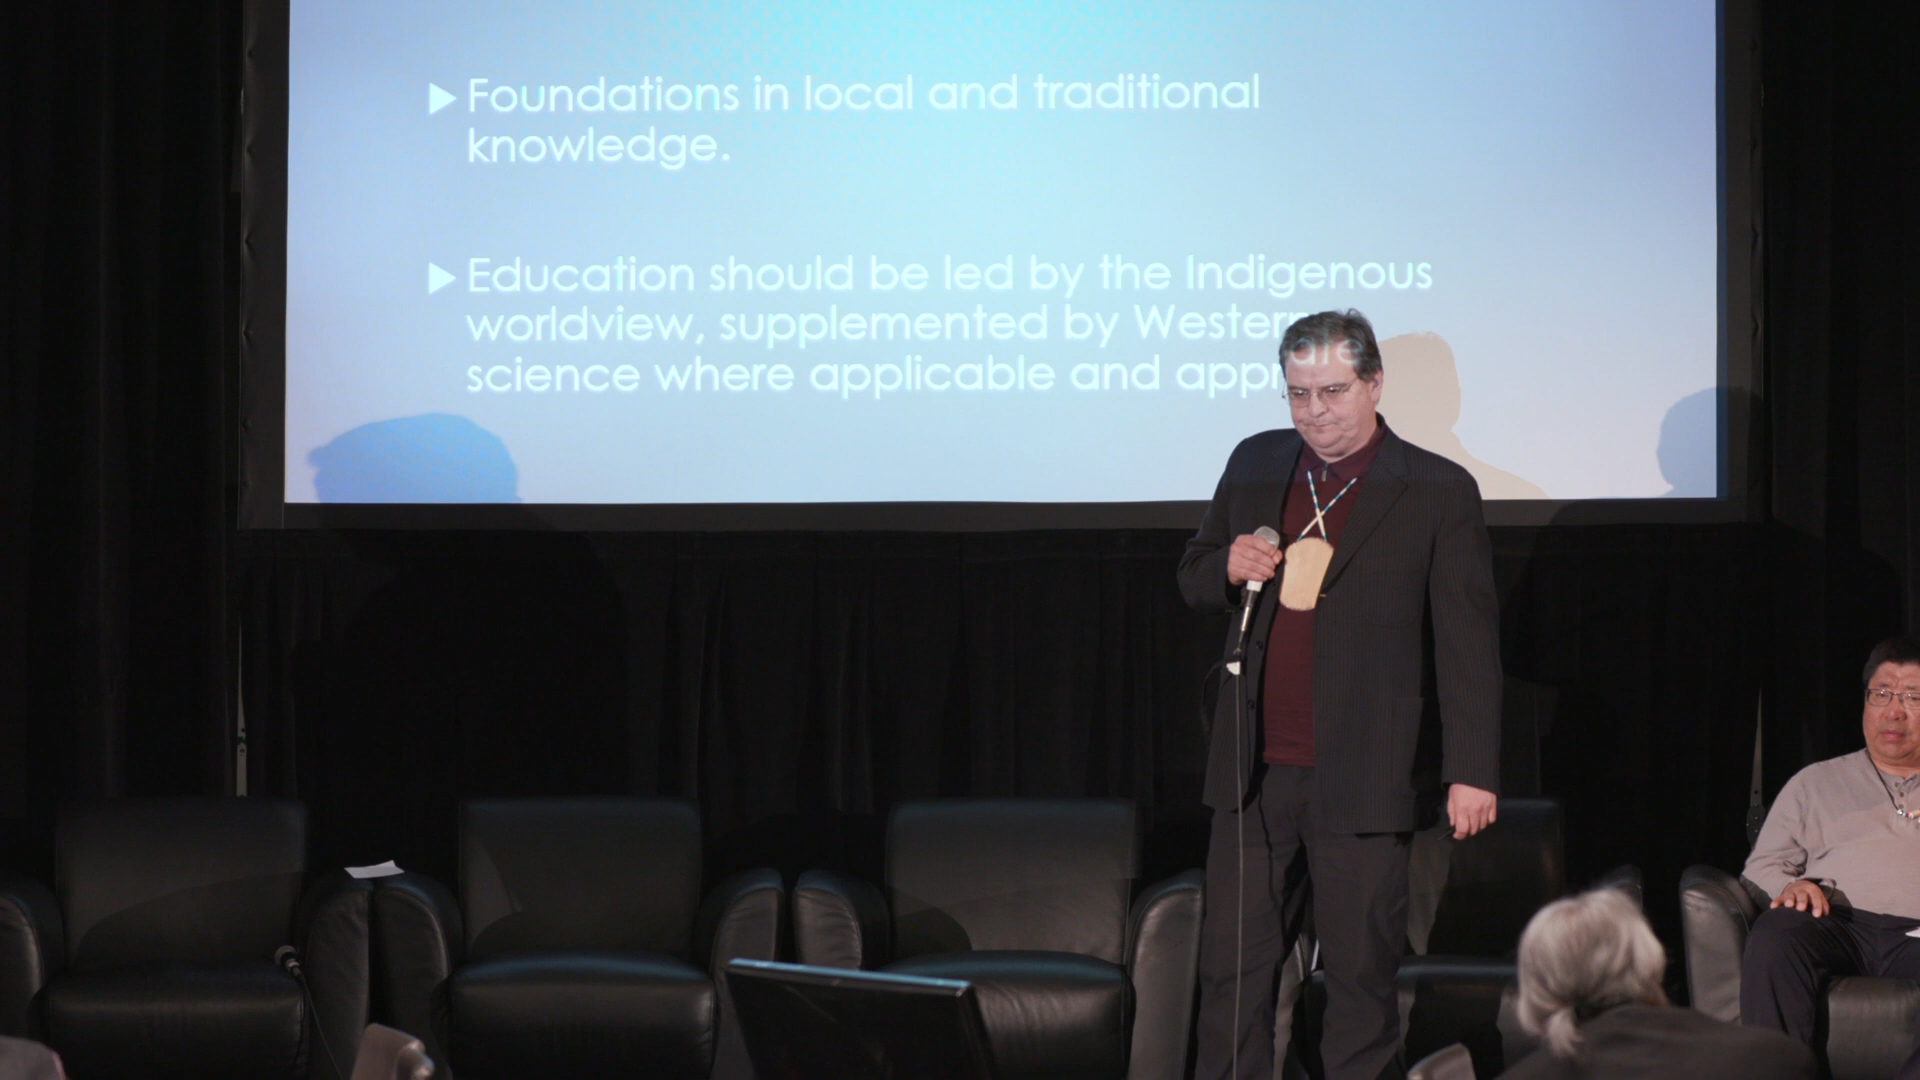 Foundations in local and traditional
knowledge.
Education should be led by the Indigenous
worldview, supplemented by Western
science where applicable and